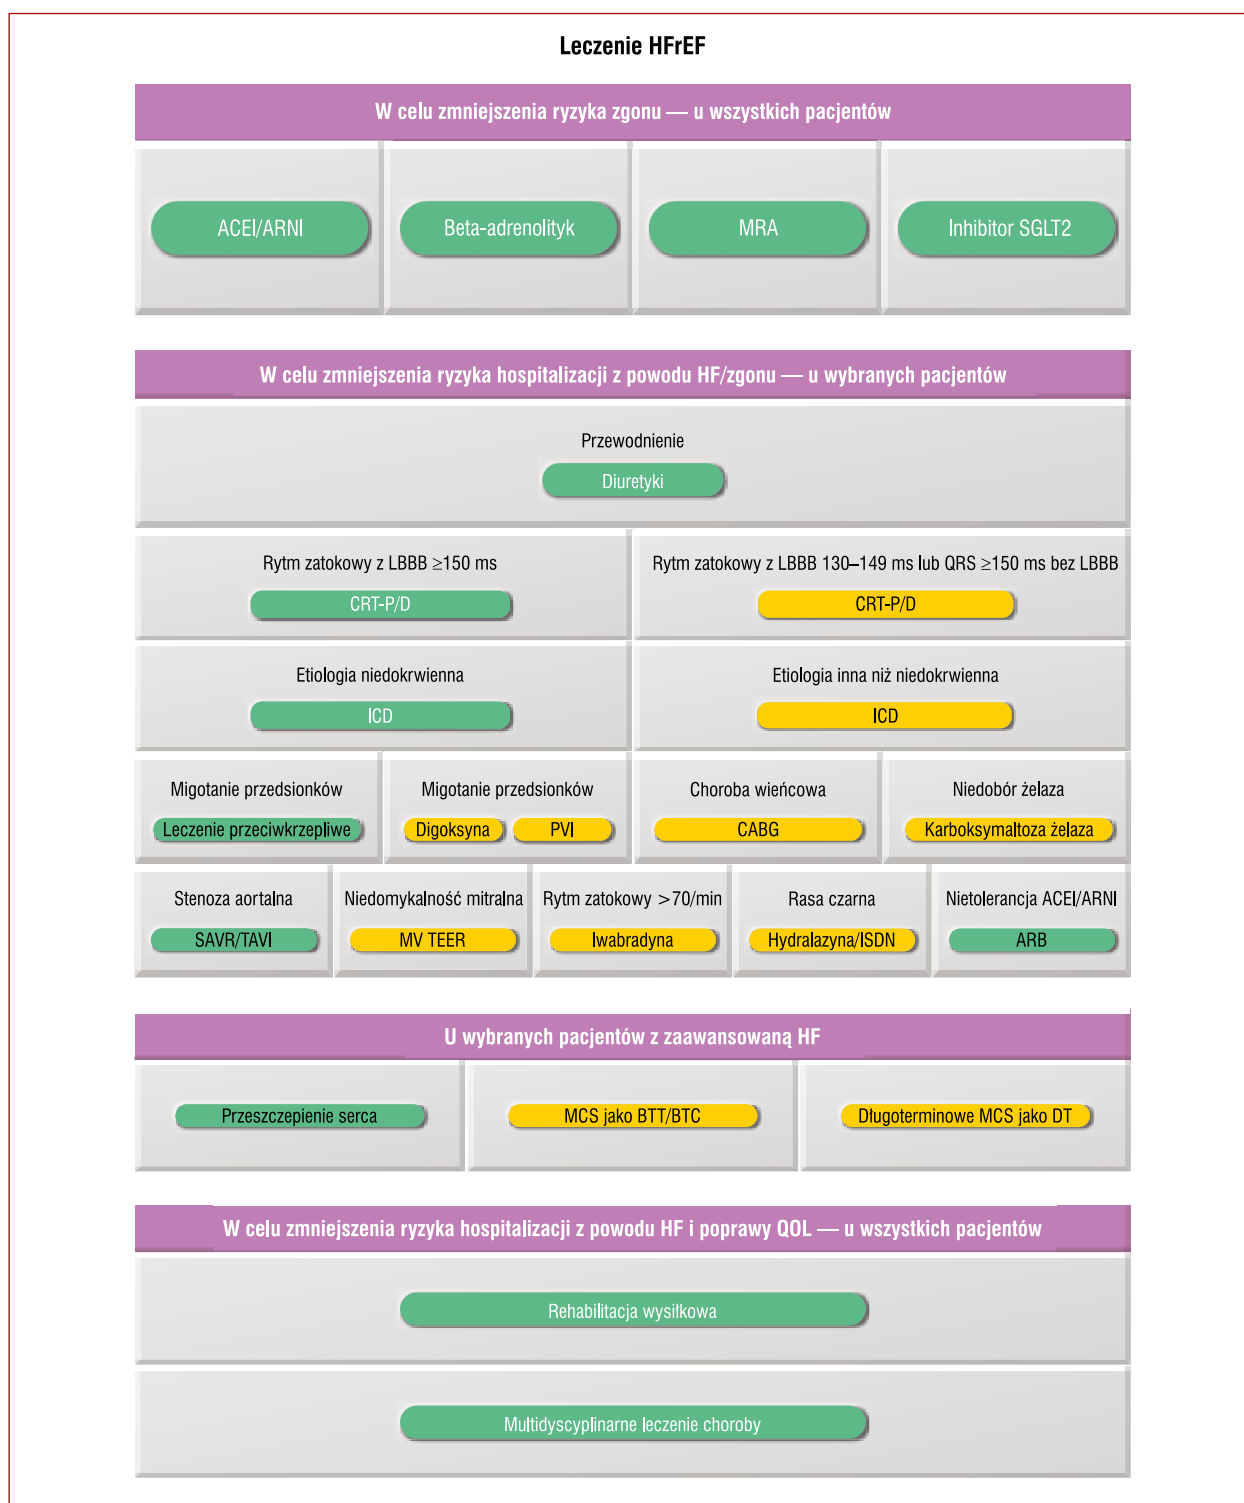 Leczenie HFrEF
W celu zmniejszenia ryzyka zgonu — u wszystkich pacjentów
ACEI/ARNI
Beta-adrenolityk
MRA
Inhibitor SGLT2
W celu zmniejszenia ryzyka hospitalizacji z powodu HF/zgonu — u wybranych pacjentów
Przewodnienie
Diuretyki
Rytm zatokowy z LBBB ≥150 ms
CRT-P/D
Rytm zatokowy z LBBB 130–149 ms lub QRS ≥150 ms bez LBBB
CRT-P/D
Etiologia niedokrwienna
ICD
Etiologia inna niż niedokrwienna
ICD
Migotanie przedsionków
Leczenie przeciwkrzepliwe
Migotanie przedsionków
Digoksyna
PVI
Choroba wieńcowa
CABG
Niedobór żelaza
Karboksymaltoza żelaza
Stenoza aortalna
SAVR/TAVI
Niedomykalność mitralna
MV TEER
Rytm zatokowy >70/min
Iwabradyna
Rasa czarna
Hydralazyna/ISDN
Nietolerancja ACEI/ARNI
ARB
U wybranych pacjentów z zaawansowaną HF
Przeszczepienie serca
MCS jako BTT/BTC
Długoterminowe MCS jako DT
W celu zmniejszenia ryzyka hospitalizacji z powodu HF i poprawy QOL — u wszystkich pacjentów
Rehabilitacja wysiłkowa
Multidyscyplinarne leczenie choroby